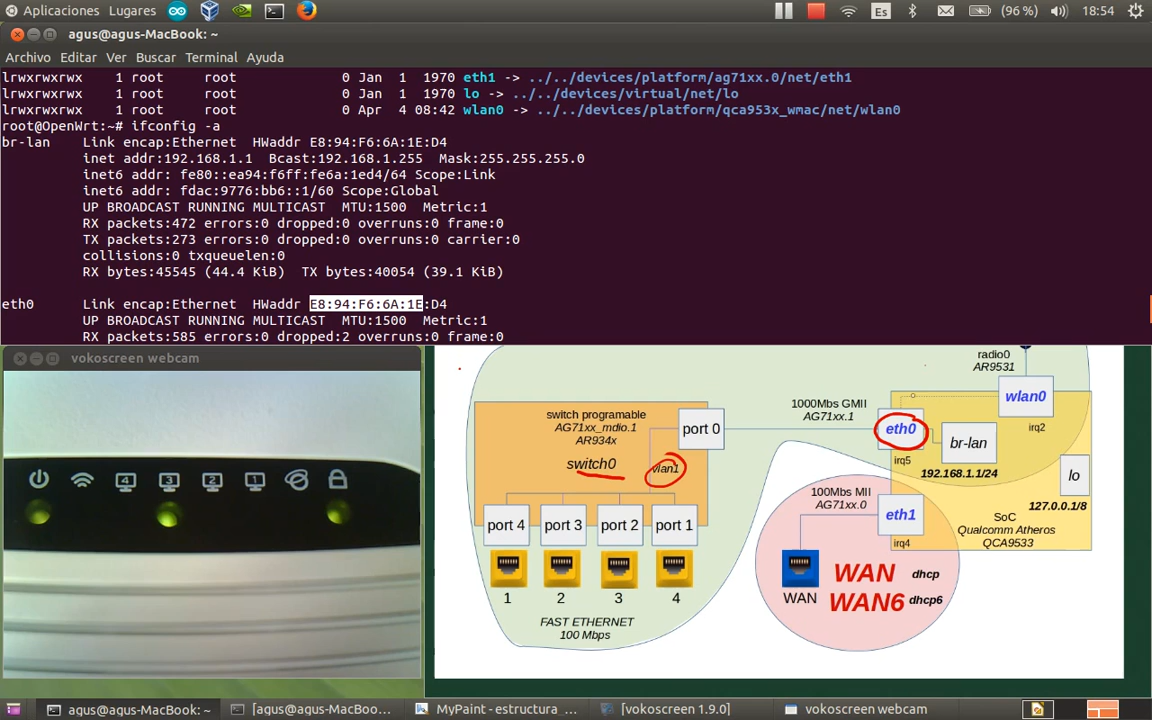 Aplicaciones Lugares Es (96 %) 18:54
agus@agus-MacBook: ~
Archivo Editar Ver Buscar Terminal Ayuda
lrwxrwxrwx 1 root root 0 Jan 1 1970 eth1 -> ../../devices/platform/ag71xx.0/net/eth1
lrwxrwxrwx 1 root root 0 Jan 1 1970 lo -> ../../devices/virtual/net/lo
lrwxrwxrwx 1 root root 0 Apr 4 08:42 wlan0 -> ../../devices/platform/qca953x_wmac/net/wlan0
root@OpenWrt:~# ifconfig -a
br-lan Link encap:Ethernet HWaddr E8:94:F6:6A:1E:D4
inet addr:192.168.1.1 Bcast:192.168.1.255 Mask:255.255.255.0
inet6 addr: fe80::ea94:f6ff:fe6a:1ed4/64 Scope:Link
inet6 addr: fdac:9776:bb6::1/60 Scope:Global
UP BROADCAST RUNNING MULTICAST MTU:1500 Metric:1
RX packets:472 errors:0 dropped:0 overruns:0 frame:0
TX packets:273 errors:0 dropped:0 overruns:0 carrier:0
collisions:0 txqueuelen:0
RX bytes:45545 (44.4 KiB) TX bytes:40054 (39.1 KiB)
eth0 Link encap:Ethernet HWaddr E8:94:F6:6A:1E:D4
UP BROADCAST RUNNING MULTICAST MTU:1500 Metric:1
RX packets:585 errors:0 dropped:2 overruns:0 frame:0
vokoscreen webcam
4 3 2 1
radio0
AR9531
wlan0
irq2
switch programable
AG71xx_mdio.1
AR934x
switch0
vlan1
port 0
1000Mbs GMII
AG71xx.1
eth0
irq5
br-lan
192.168.1.1/24
lo
127.0.0.1/8
port 4 port 3 port 2 port 1
1 2 3 4
FAST ETHERNET
100 Mbps
100Mbs MII
AG71xx.0
eth1
irq4
SoC
Qualcomm Atheros
QCA9533
WAN
WAN dhcp
WAN6 dhcp6
agus@agus-MacBook: ~ [agus@agus-MacBo... MyPaint - estructura_... [vokoscreen 1.9.0] vokoscreen webcam